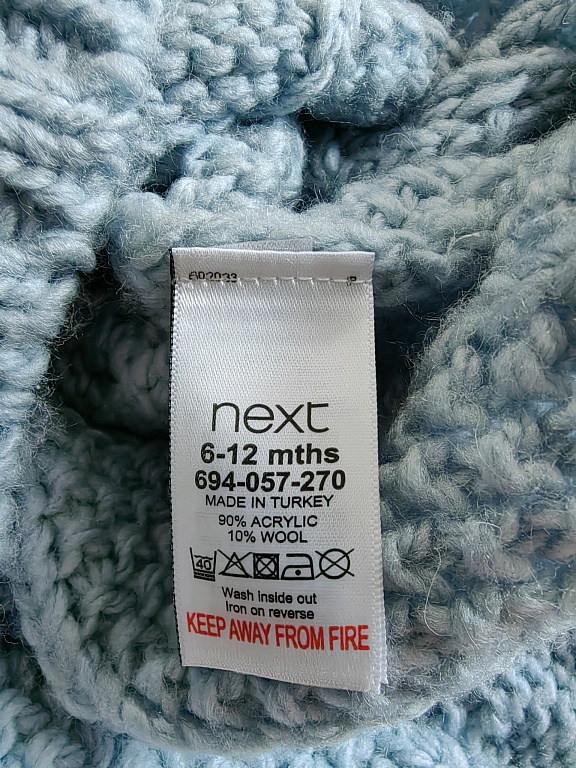 next
6-12 mths
694-057-270
MADE IN TURKEY
90% ACRYLIC
10% WOOL
40
Wash inside out
Iron on reverse
KEEP AWAY FROM FIRE